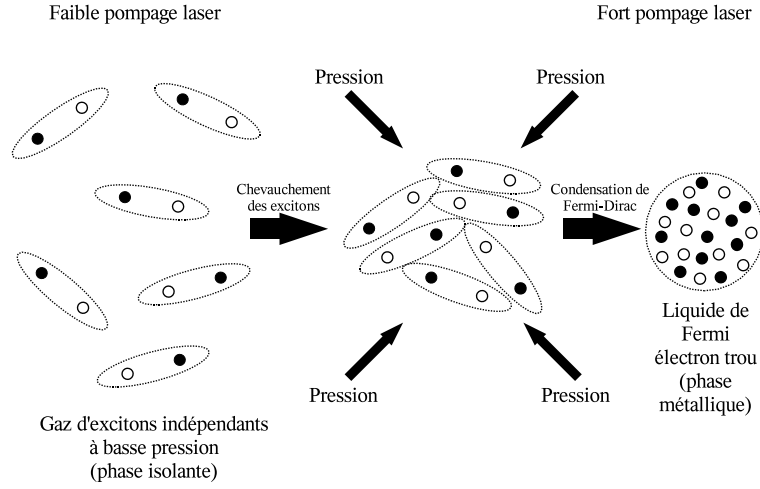 Faible pompage laser
Fort pompage laser
Pression
Pression
Chevauchement
des excitons
Condensation de
Fermi-Dirac
Pression
Pression
Gaz d'excitons indépendants
à basse pression
(phase isolante)
Liquide de
Fermi
électron trou
(phase
métallique)